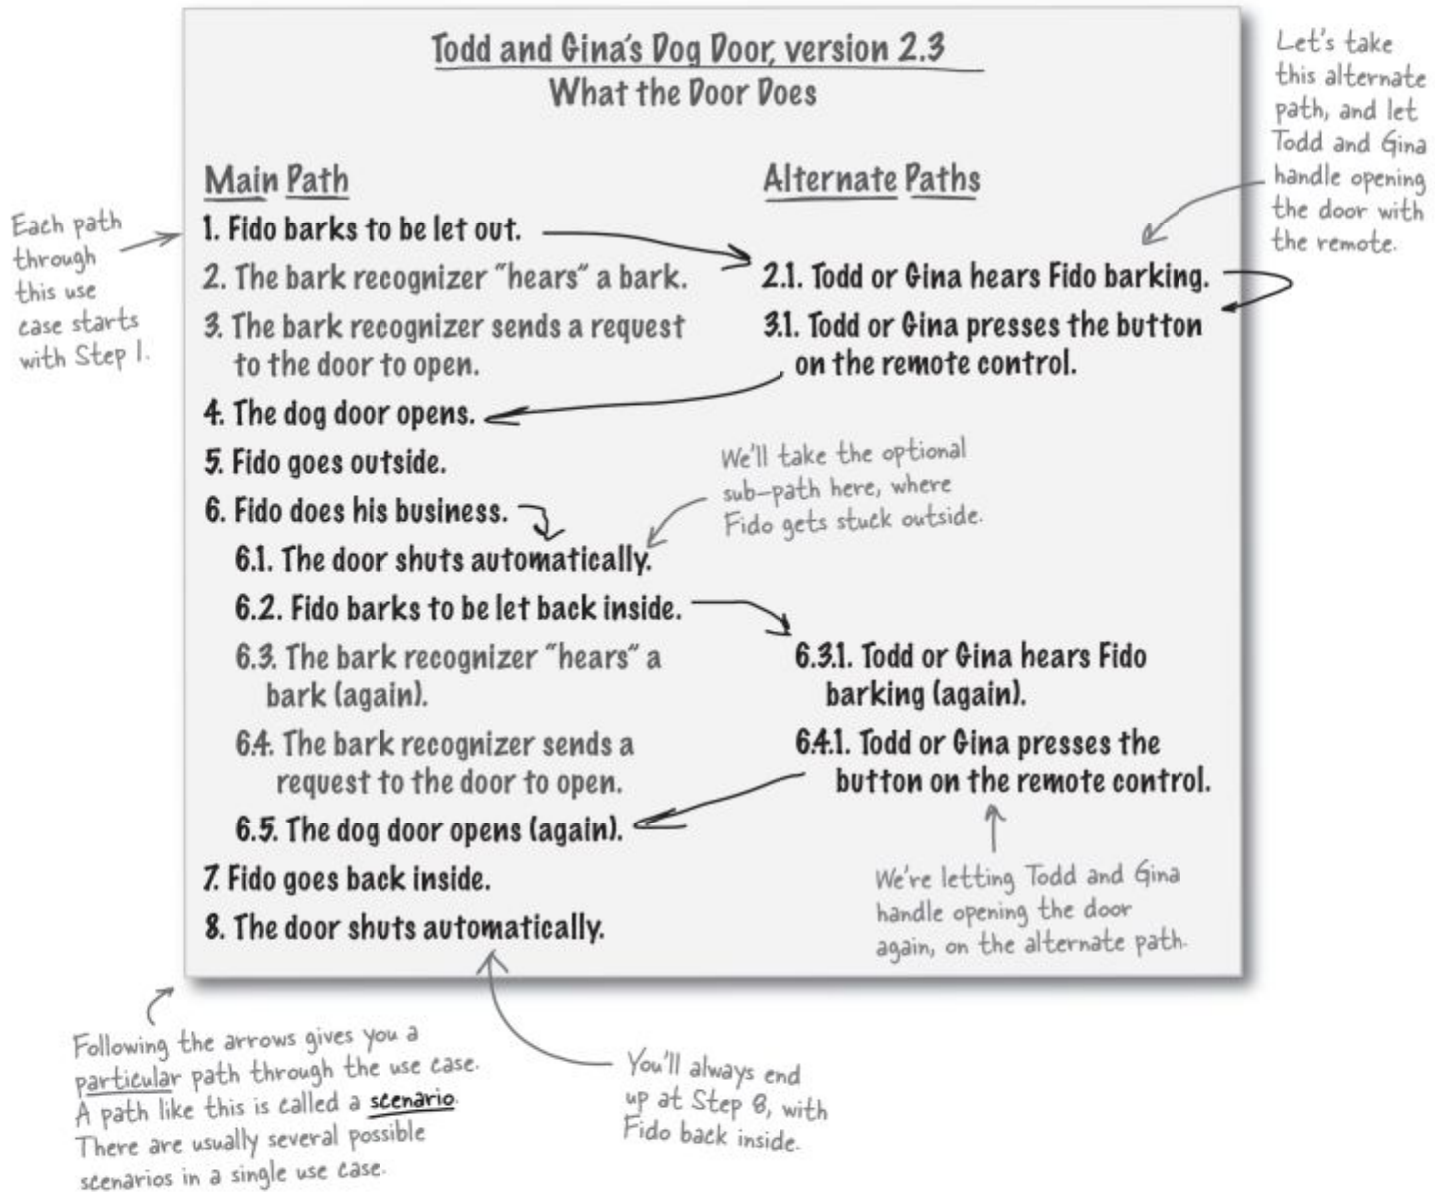 Todd and Gina's Dog Door, version 2.3
What the Door Does
Let's take
this alternate
path, and let
Todd and Gina
handle opening
the door with
the remote.
Main Path
Alternate Paths
Each path
through
this use
case starts
with Step 1.
1. Fido barks to be let out.
2. The bark recognizer "hears" a bark.
2.1. Todd or Gina hears Fido barking.
3. The bark recognizer sends a request
to the door to open.
3.1. Todd or Gina presses the button
on the remote control.
4. The dog door opens.
5. Fido goes outside.
We'll take the optional
sub-path here, where
Fido gets stuck outside.
6. Fido does his business.
6.1. The door shuts automatically.
6.2. Fido barks to be let back inside.
6.3. The bark recognizer "hears" a
bark (again).
6.3.1. Todd or Gina hears Fido
barking (again).
6.4. The bark recognizer sends a
request to the door to open.
6.4.1. Todd or Gina presses the
button on the remote control.
6.5. The dog door opens (again).
7. Fido goes back inside.
8. The door shuts automatically.
We're letting Todd and Gina
handle opening the door
again, on the alternate path.
Following the arrows gives you a
particular path through the use case.
A path like this is called a scenario.
There are usually several possible
scenarios in a single use case.
You'll always end
up at Step 8, with
Fido back inside.